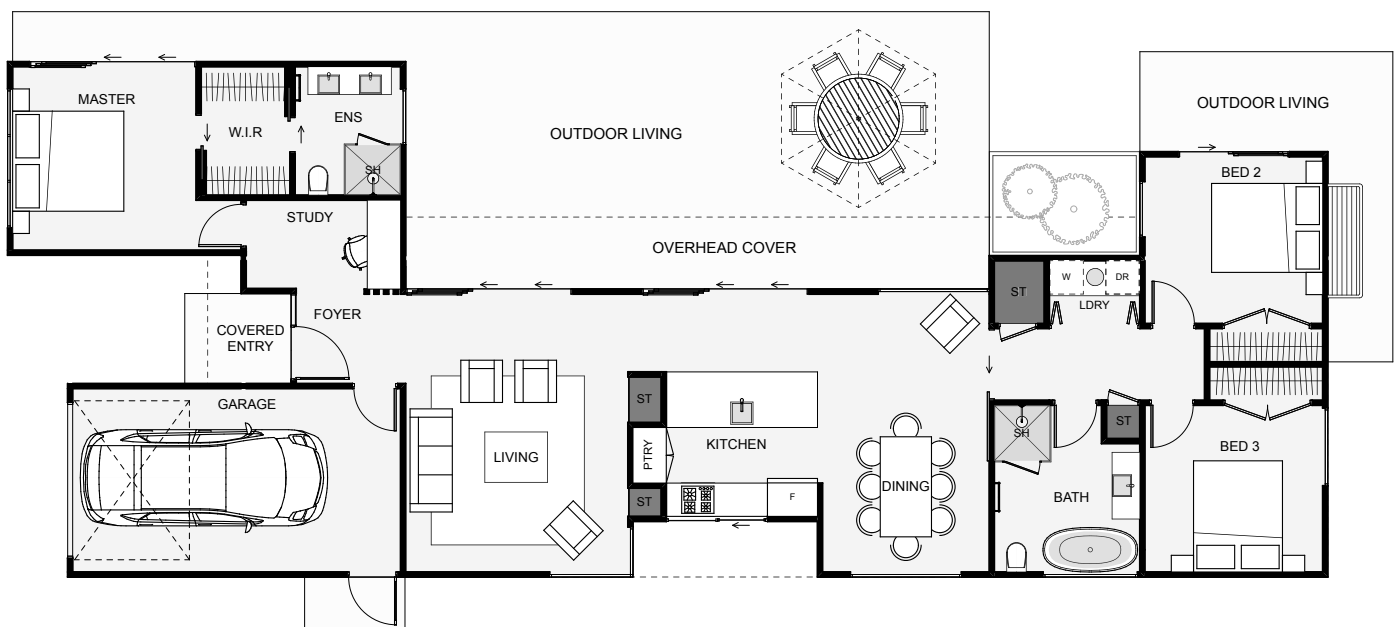 MASTER
W.I.R
ENS
SH
OUTDOOR LIVING
OUTDOOR LIVING
BED 2
STUDY
OVERHEAD COVER
ST
W
DR
LDRY
FOYER
COVERED
ENTRY
GARAGE
ST
KITCHEN
PTRY
LIVING
ST
F
DINING
SH
ST
BATH
BED 3